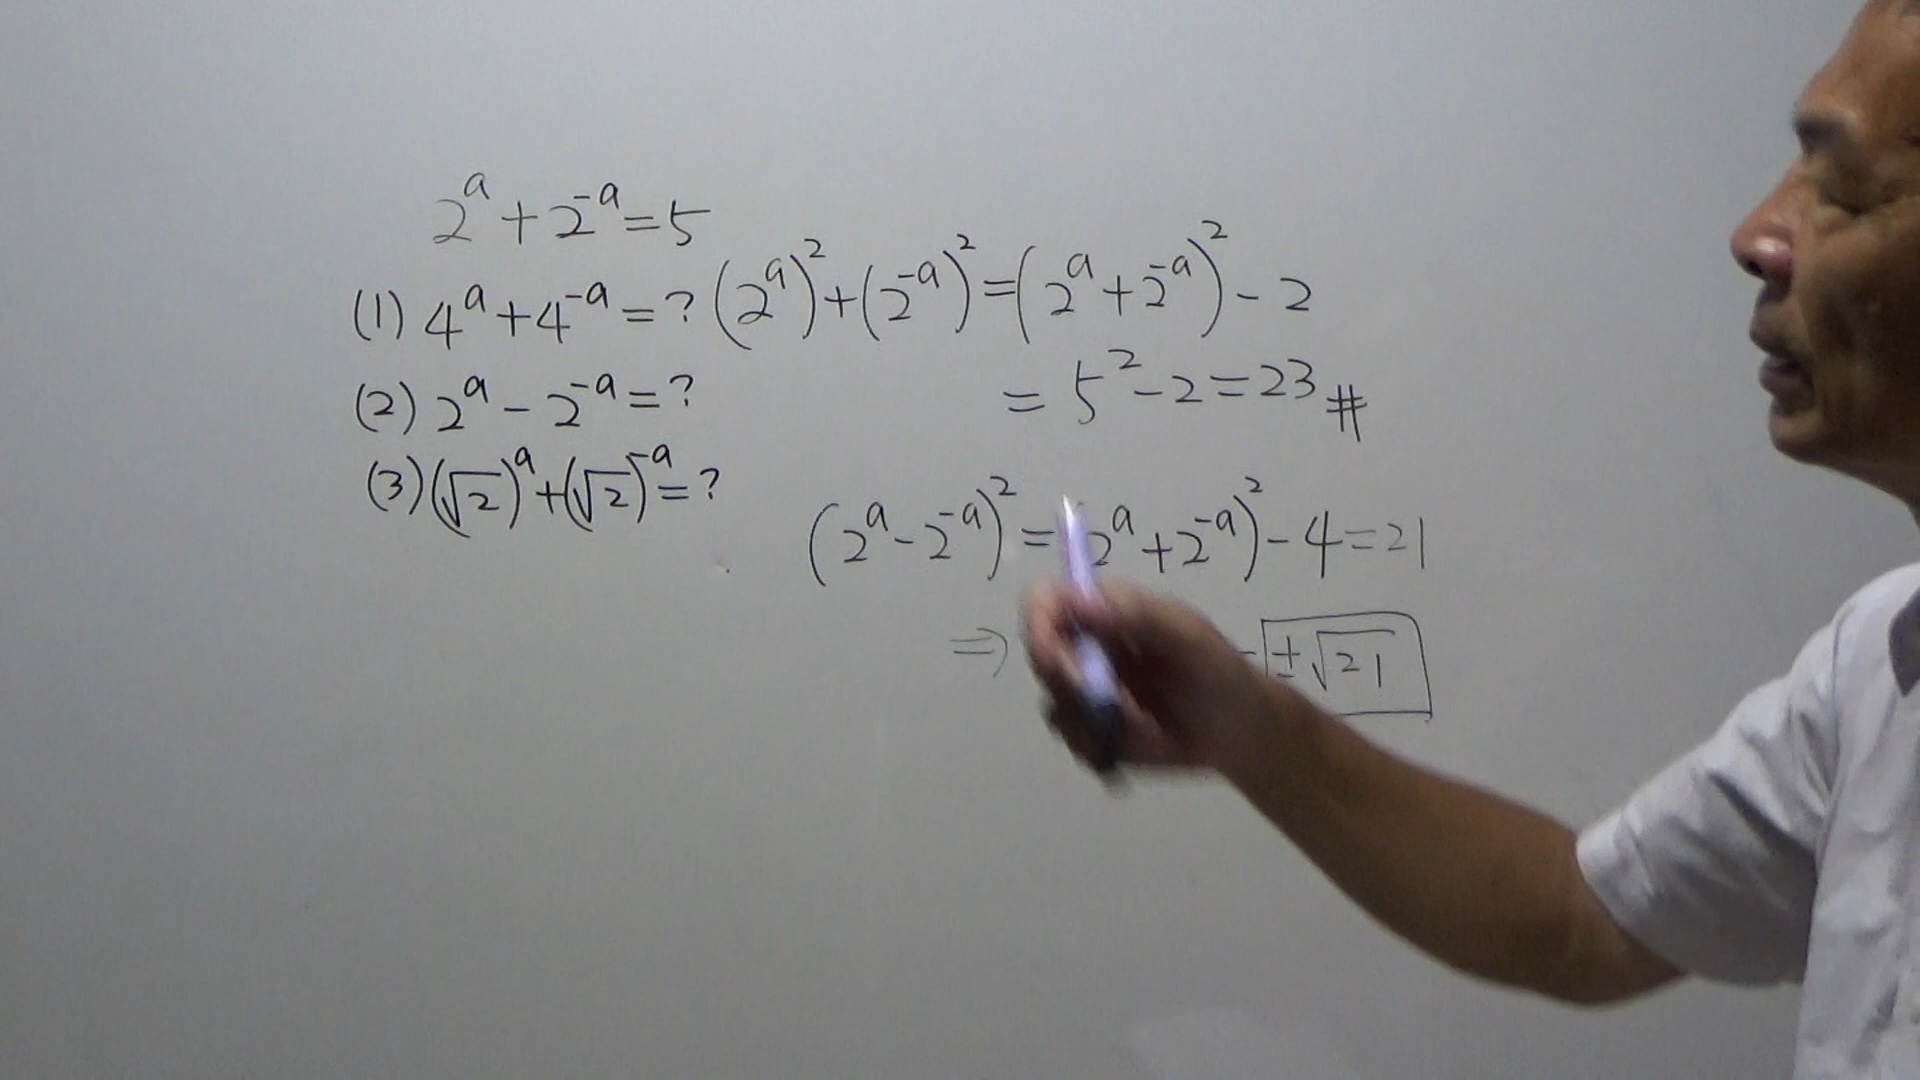 2^a + 2^-a = 5
(1) 4^a + 4^-a = ? (2^a)^2 + (2^-a)^2 = (2^a + 2^-a)^2 - 2
= 5^2 - 2 = 23 #
(2) 2^a - 2^-a = ?
(3) (√2)^a + (√2)^-a = ?
(2^a - 2^-a)^2 = 2^a + 2^-a)^2 - 4 = 21
⇒ ±√21